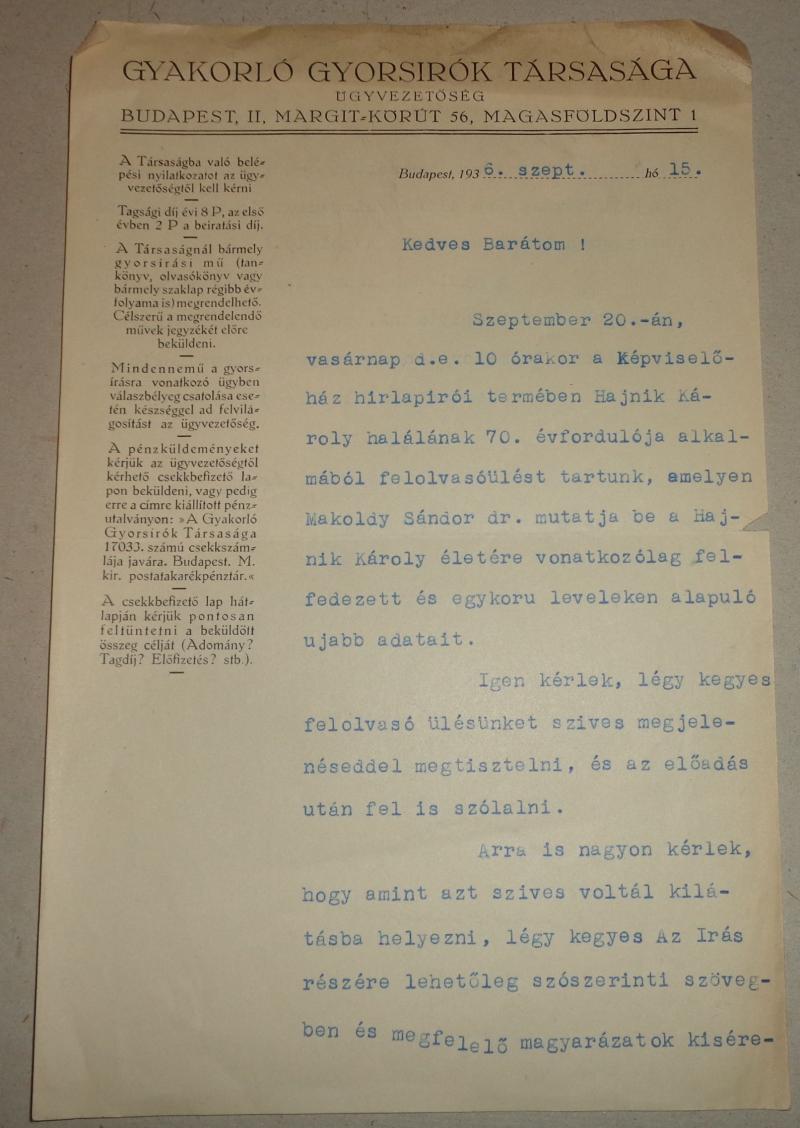 GYAKORLÓ GYORSIRÓK TÁRSASÁGA
ÜGYVEZETŐSÉG
BUDAPEST, II, MARGIT-KÖRÚT 56, MAGASFÖLDSZINT 1
A Társaságba való belé-
pési nyilatkozatot az ügy-
vezetőségtől kell kérni
Tagsági díj évi 8 P, az első
évben 2 P a beiratási díj.
A Társaságnál bármely
gyorsírási mű (tan-
könyv, olvasókönyv vagy
bármely szaklap régibb év-
folyama is) megrendelhető.
Célszerű a megrendelendő
művek jegyzékét előre
beküldeni.
Mindennemű a gyors-
írásra vonatkozó ügyben
válaszbélyeg csatolása ese-
tén készséggel ad felvilá-
gosítást az ügyvezetőség.
A pénzküldeményeket
kérjük az ügyvezetőségtől
kérhető csekkbefizető la-
pon beküldeni, vagy pedig
erre a címre kiállított pénz-
utalványon: »A Gyakorló
Gyorsirók Társasága
17033. számú csekkszám-
lája javára. Budapest. M.
kir. postatakarékpénztár.«
A csekkbefizető lap hát-
lapján kérjük pontosan
feltüntetni a beküldött
összeg célját (Adomány?
Tagdíj? Előfizetés? stb.).
Budapest, 1936. szept. hó 15.
Kedves Barátom !
Szeptember 20.-án,
vasárnap d.e. 10 órakor a Képviselő-
ház hirlapirói termében Hajnik Ká-
roly halálának 70. évfordulója alkal-
mából felolvasóülést tartunk, amelyen
Makoldy Sándor dr. mutatja be a Haj-
nik Károly életére vonatkozólag fel-
fedezett és egykoru leveleken alapuló
ujabb adatait.
Igen kérlek, légy kegyes
felolvasó ülésünket szives megjele-
néseddel megtisztelni, és az előadás
után fel is szólalni.
Arra is nagyon kérlek,
hogy amint azt szives voltál kilá-
tásba helyezni, légy kegyes Az Irás
részére lehetőleg szószerinti szöveg-
ben és megfelelő magyarázatok kisére-